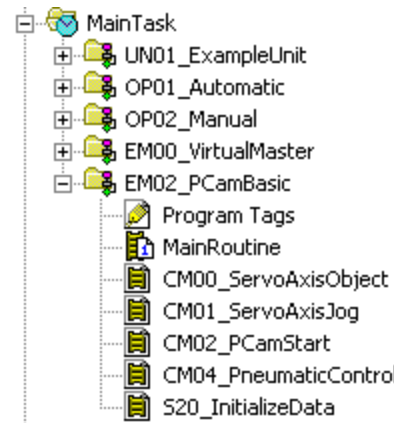 MainTask
UN01_ExampleUnit
OP01_Automatic
OP02_Manual
EM00_VirtualMaster
EM02_PCamBasic
Program Tags
MainRoutine
CM00_ServoAxisObject
CM01_ServoAxisJog
CM02_PCamStart
CM04_PneumaticControl
S20_InitializeData